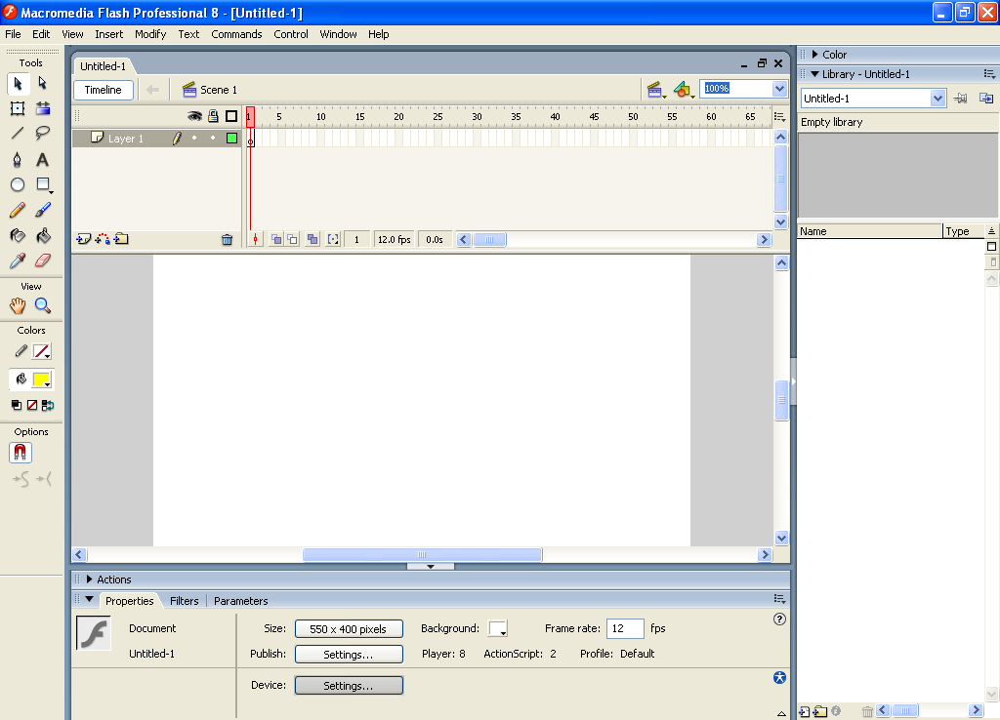 Macromedia Flash Professional 8 - [Untitled-1]
File Edit View Insert Modify Text Commands Control Window Help
Tools
A
View
Colors
Options
Untitled-1
Timeline
Scene 1
100%
1 5 10 15 20 25 30 35 40 45 50 55 60 65
Layer 1
1 12.0 fps 0.0s
Actions
Properties Filters Parameters
Document
Untitled-1
Size: 550 x 400 pixels Background: Frame rate: 12 fps
Publish: Settings... Player: 8 ActionScript: 2 Profile: Default
Device: Settings...
Color
Library - Untitled-1
Untitled-1
Empty library
Name Type